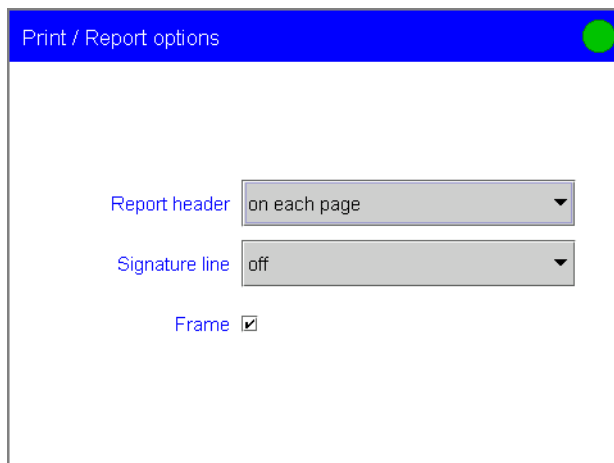 Print / Report options
Report header on each page
Signature line off
Frame